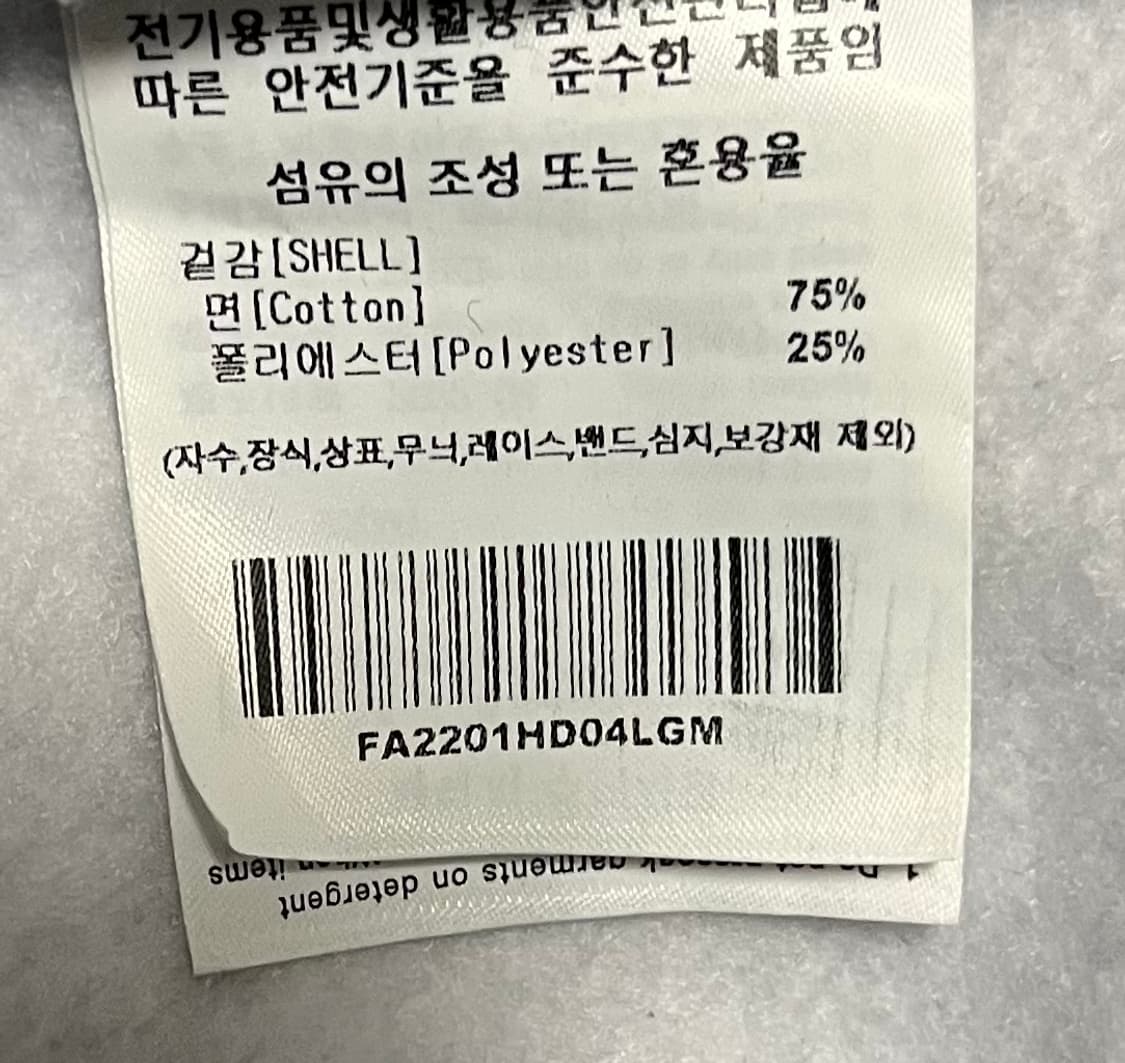 전기용품및생활용품안전관리법에
따른 안전기준을 준수한 제품임
섬유의 조성 또는 혼용율
겉감[SHELL]
면[Cotton] 75%
폴리에스터[Polyester] 25%
(자수,장식,상표,무늬,레이스,밴드,심지,보강재 제외)
FA2201HD04LGM
1. Do not presoak garments
items
on detergent